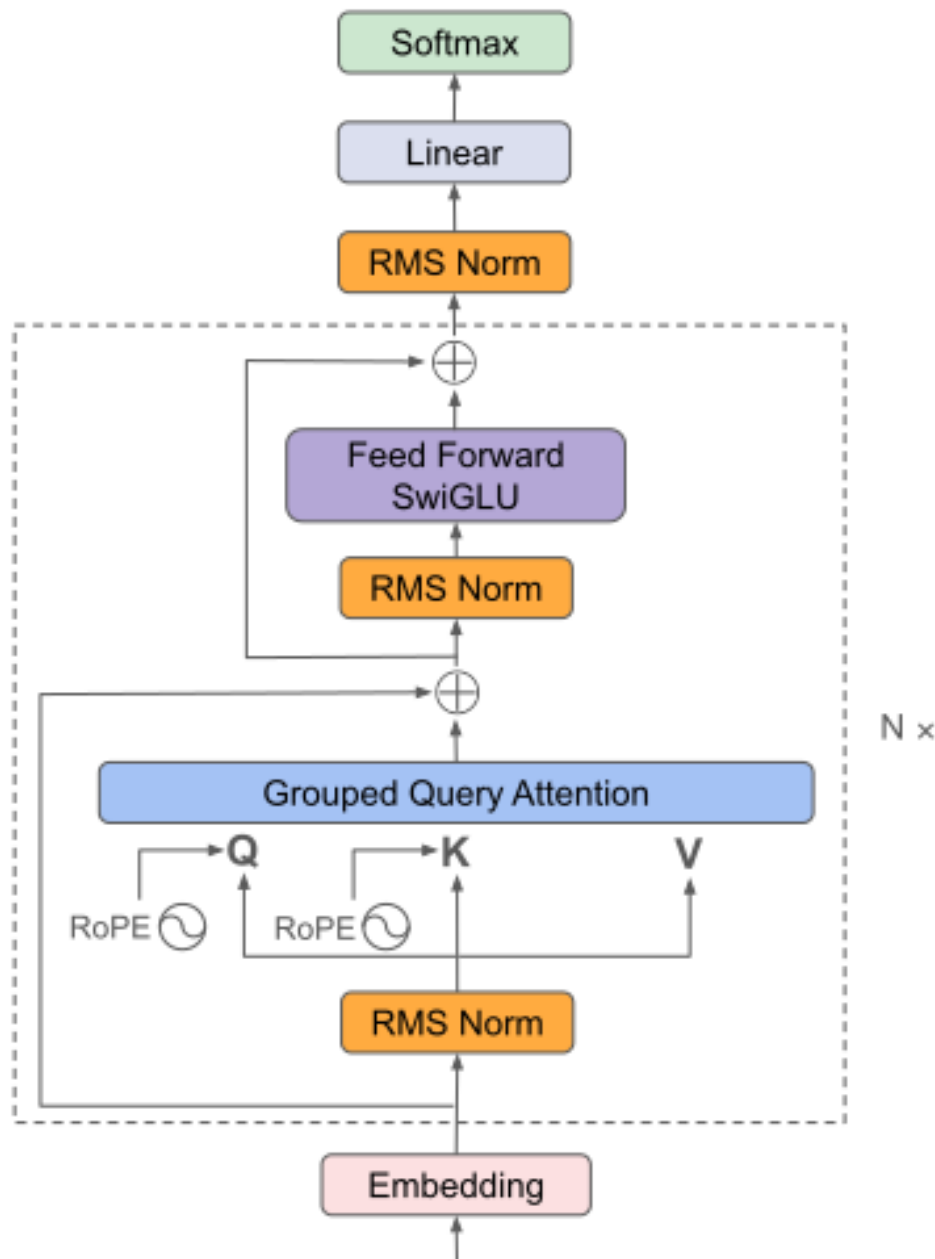 Softmax
Linear
RMS Norm
Feed Forward
SwiGLU
RMS Norm
N ×
Grouped Query Attention
Q
K
V
RoPE
RoPE
RMS Norm
Embedding